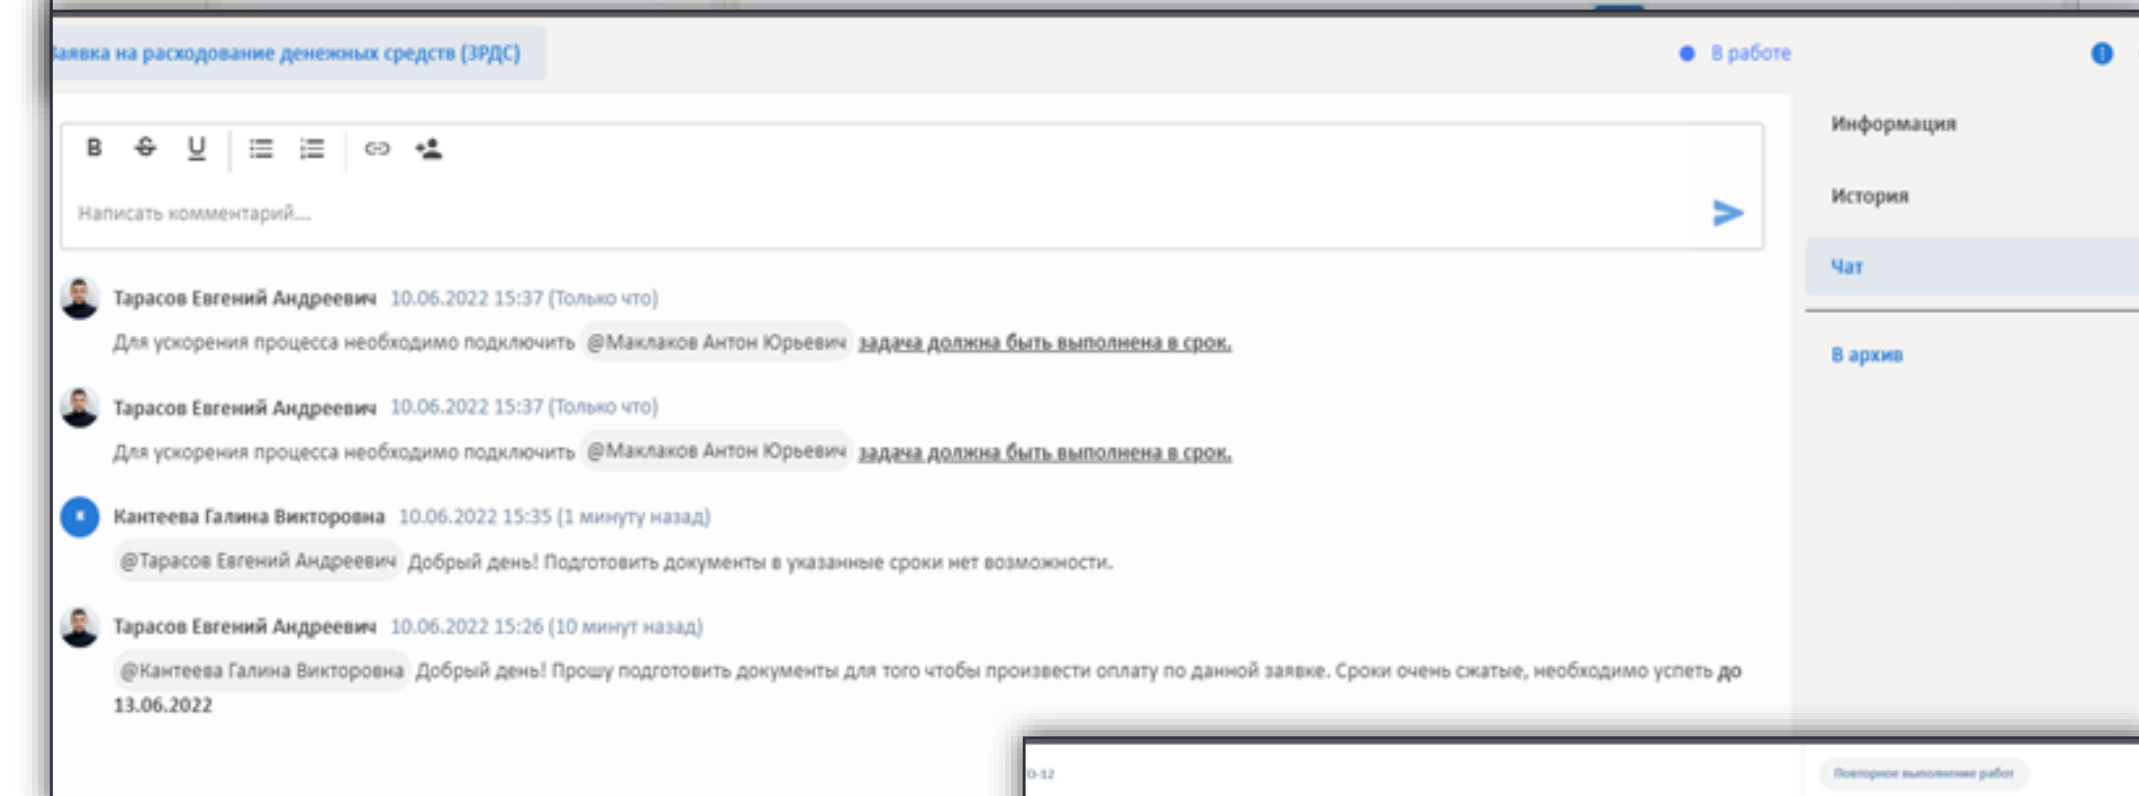 Заявка на расходование денежных средств (ЗРДС)
В работе
B S U
Написать комментарий...
Информация
История
Чат
В архив
Тарасов Евгений Андреевич 10.06.2022 15:37 (Только что)
Для ускорения процесса необходимо подключить @Маклаков Антон Юрьевич задача должна быть выполнена в срок.
Тарасов Евгений Андреевич 10.06.2022 15:37 (Только что)
Для ускорения процесса необходимо подключить @Маклаков Антон Юрьевич задача должна быть выполнена в срок.
К
Кантеева Галина Викторовна 10.06.2022 15:35 (1 минуту назад)
@Тарасов Евгений Андреевич Добрый день! Подготовить документы в указанные сроки нет возможности.
Тарасов Евгений Андреевич 10.06.2022 15:26 (10 минут назад)
@Кантеева Галина Викторовна Добрый день! Прошу подготовить документы для того чтобы произвести оплату по данной заявке. Сроки очень сжатые, необходимо успеть до
13.06.2022
О-12
Повторное выполнение работ